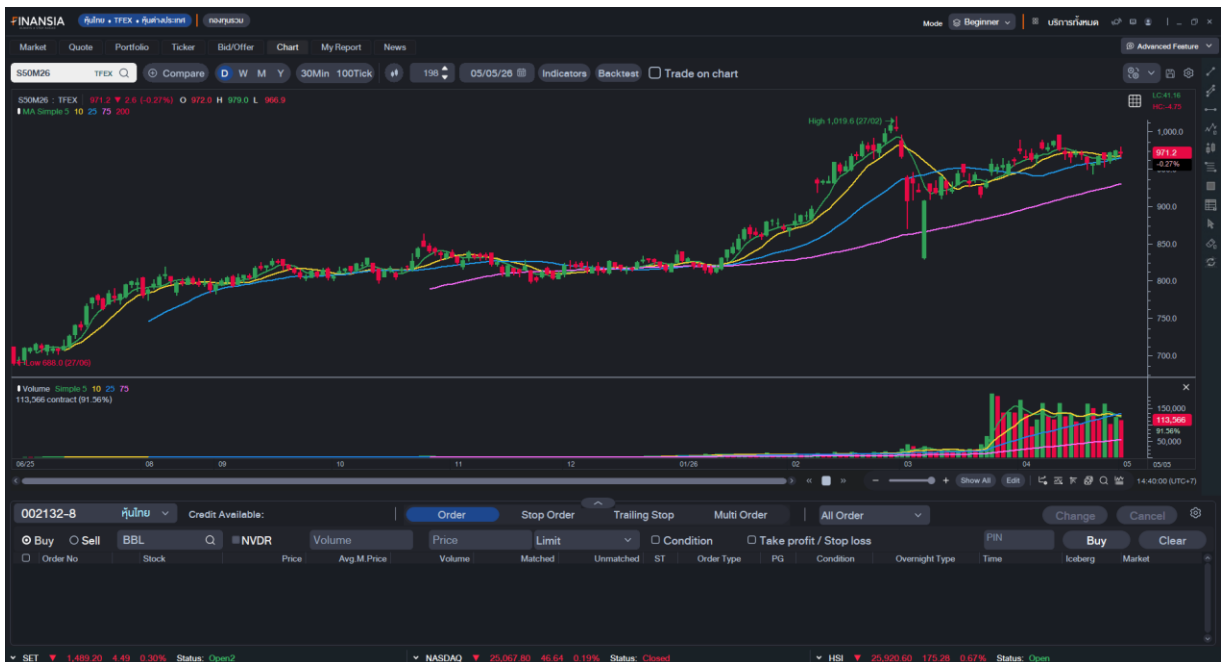 FINANSIA หุ้นไทย • TFEX • หุ้นต่างประเทศ กองทุนรวม Mode Beginner บริการทั้งหมด
Market Quote Portfolio Ticker Bid/Offer Chart My Report News Advanced Feature
S50M26 TFEX Compare D W M Y 30Min 100Tick 198 05/05/26 Indicators Backtest Trade on chart
S50M26 : TFEX 971.2 ▼ 2.6 (-0.27%) O 972.0 H 979.0 L 966.9
MA Simple 5 10 25 75 200
LC:41.16
HC:-4.75
High 1,019.6 (27/02)
1,000.0
971.2
-0.27%
900.0
850.0
800.0
750.0
700.0
Low 668.0 (27/06)
Volume Simple 5 10 25 75
113,566 contract (91.56%)
150,000
113,566
91.56%
50,000
06/25 08 09 10 11 12 01/26 02 03 04 05 05/05
Show All Edit 14:40:00 (UTC+7)
002132-8 หุ้นไทย Credit Available: Order Stop Order Trailing Stop Multi Order All Order Change Cancel
Buy Sell BBL NVDR Volume Price Limit Condition Take profit / Stop loss PIN Buy Clear
Order No Stock Price Avg.M.Price Volume Matched Unmatched ST Order Type PG Condition Overnight Type Time Iceberg Market
SET ▼ 1,489.20 4.49 0.30% Status: Open2 NASDAQ ▼ 25,067.80 46.64 0.19% Status: Closed HSI ▼ 25,920.60 175.28 0.67% Status: Open